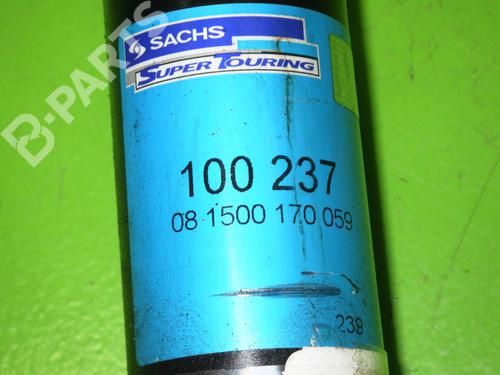 SACHS
SUPER TOURING
100 237
08 1500 170 059
239
B-PARTS